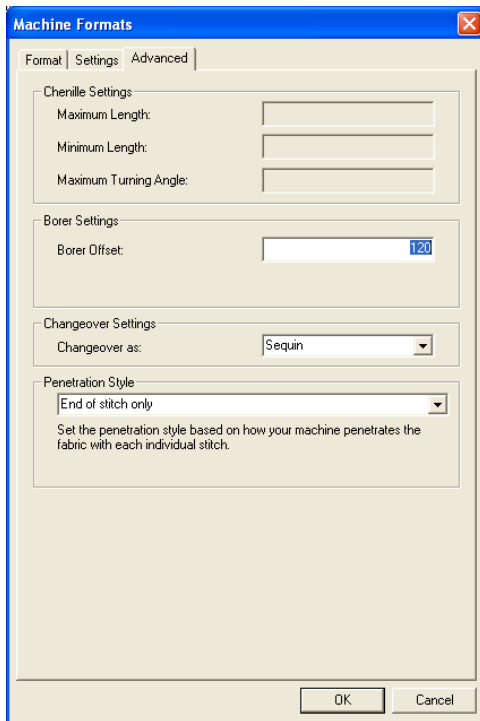 Machine Formats
Format Settings Advanced
Chenille Settings
Maximum Length:
Minimum Length:
Maximum Turning Angle:
Borer Settings
Borer Offset: 120
Changeover Settings
Changeover as: Sequin
Penetration Style
End of stitch only
Set the penetration style based on how your machine penetrates the
fabric with each individual stitch.
OK Cancel